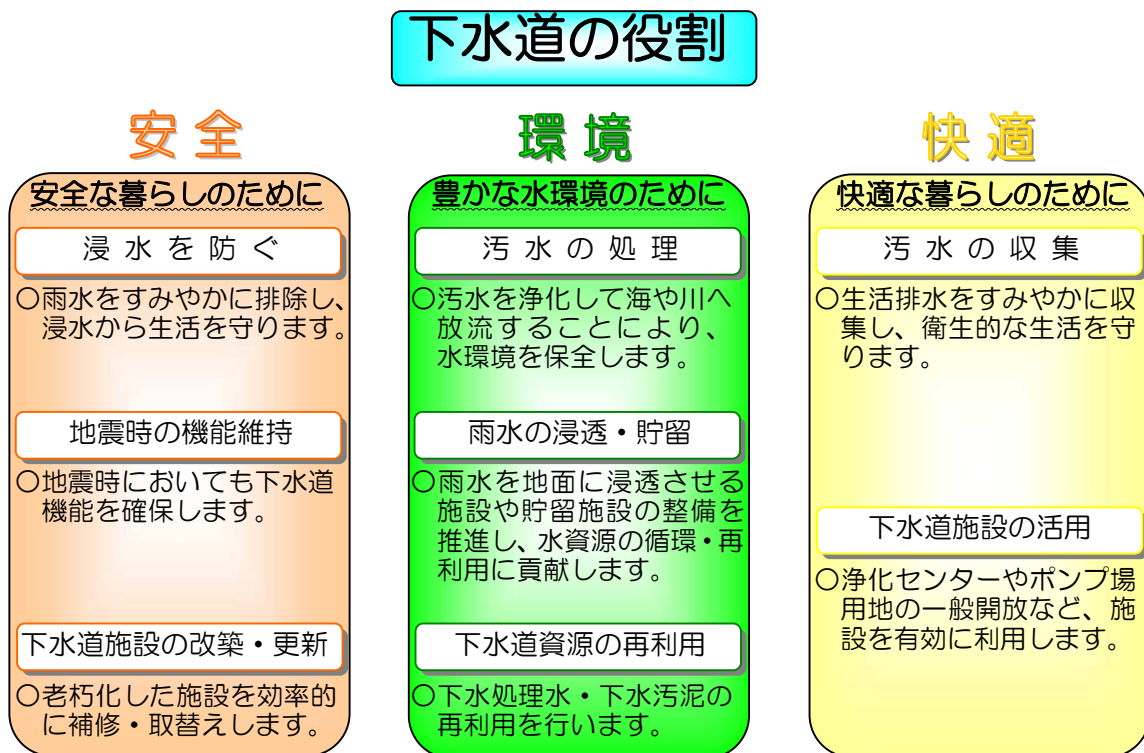 下水道の役割
安全
安全な暮らしのために
浸水を防ぐ
○雨水をすみやかに排除し、
浸水から生活を守ります。
地震時の機能維持
○地震時においても下水道
機能を確保します。
下水道施設の改築・更新
○老朽化した施設を効率的
に補修・取替えします。
環境
豊かな水環境のために
汚水の処理
○汚水を浄化して海や川へ
放流することにより、
水環境を保全します。
雨水の浸透・貯留
○雨水を地面に浸透させる
施設や貯留施設の整備を
推進し、水資源の循環・再
利用に貢献します。
下水道資源の再利用
○下水処理水・下水汚泥の
再利用を行います。
快適
快適な暮らしのために
汚水の収集
○生活排水をすみやかに収
集し、衛生的な生活を守
ります。
下水道施設の活用
○浄化センターやポンプ場
用地の一般開放など、施
設を有効に利用します。